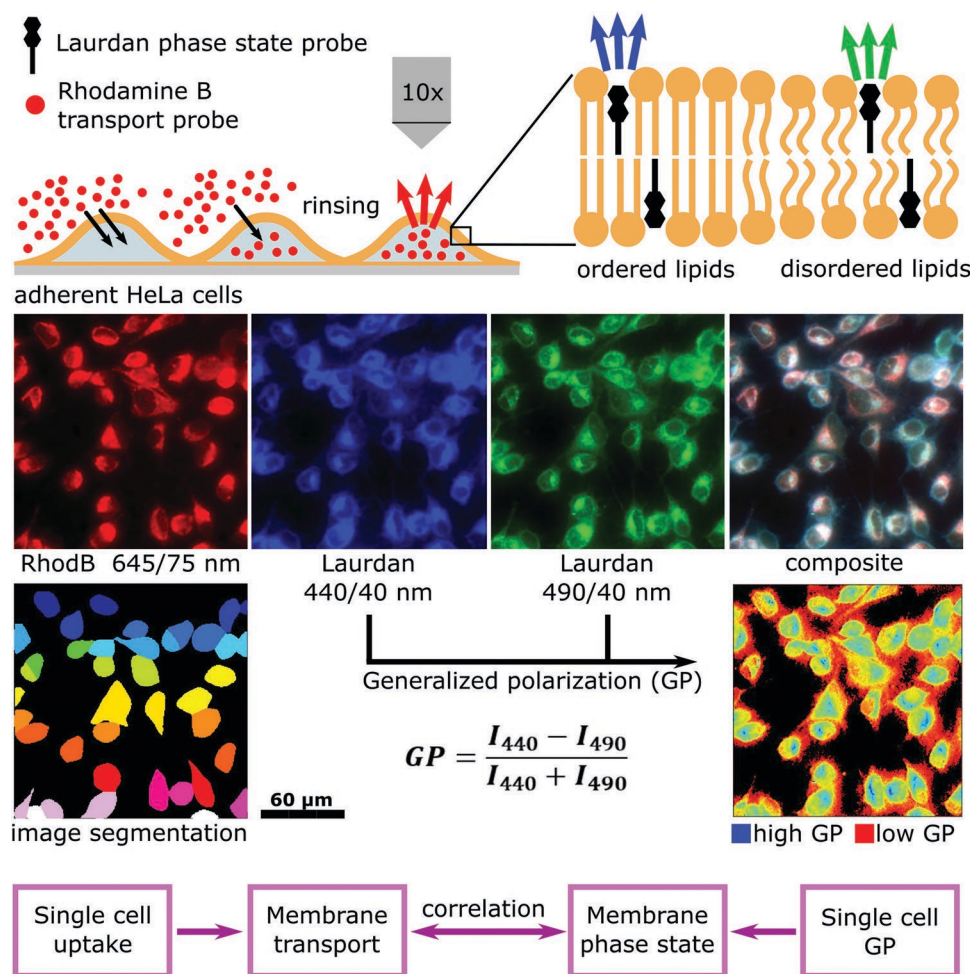 Laurdan phase state probe
Rhodamine B
transport probe
10x
rinsing
adherent HeLa cells
ordered lipids
disordered lipids
RhodB 645/75 nm
Laurdan
440/40 nm
Laurdan
490/40 nm
composite
Generalized polarization (GP)
GP = (I440 − I490) / (I440 + I490)
60 µm
image segmentation
high GP
low GP
Single cell
uptake
Membrane
transport
correlation
Membrane
phase state
Single cell
GP